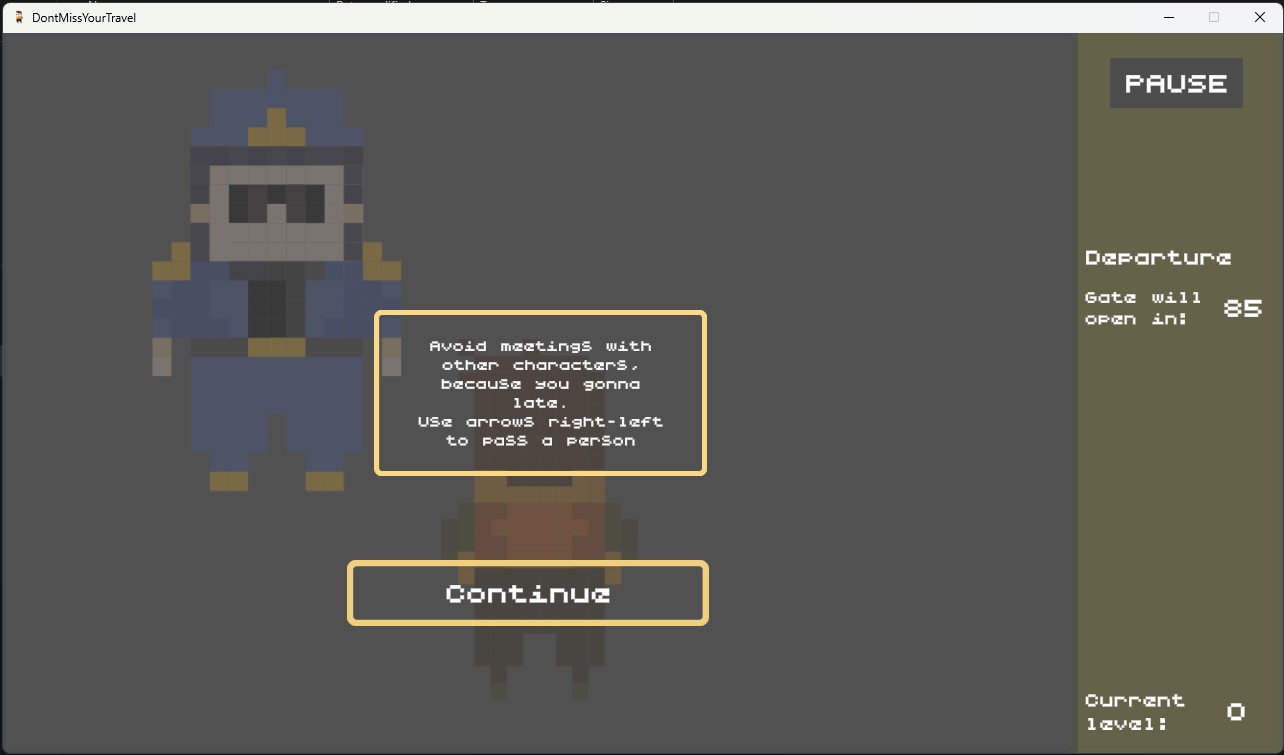 DontMissYourTravel
PAUSE
Departure
Gate will
open in:
85
Avoid meetings with
other characters,
because you gonna
late.
Use arrows right-left
to pass a person
Continue
Current
level:
0